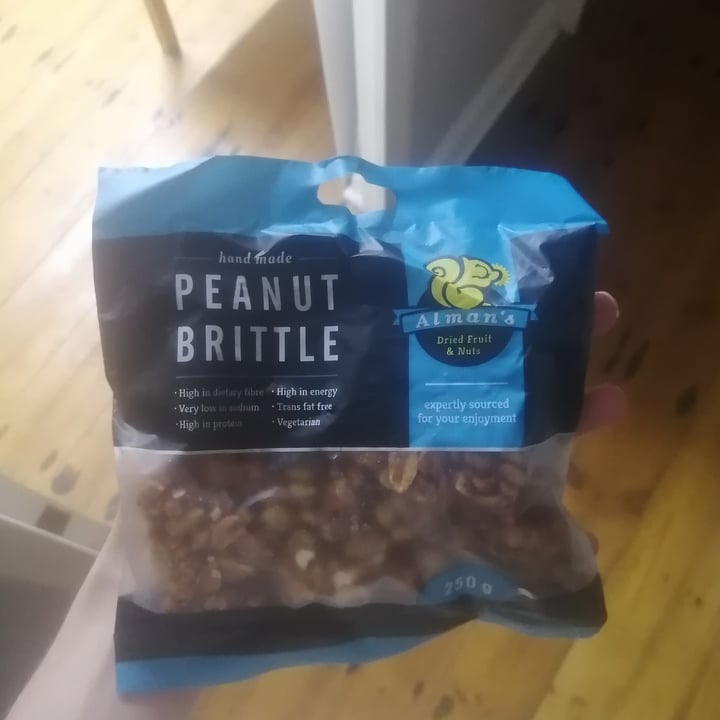 hand made
PEANUT
BRITTLE
· High in dietary fibre
· Very low in sodium
· High in protein
· High in energy
· Trans fat free
· Vegetarian
Alman's
Dried Fruit
& Nuts
expertly sourced
for your enjoyment
250 g